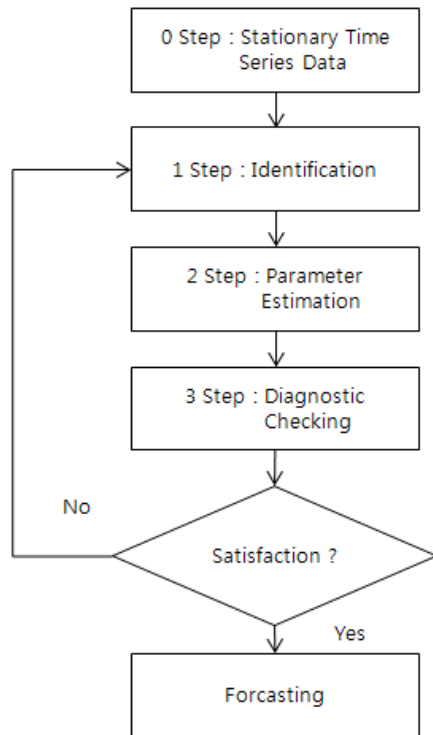 0 Step : Stationary Time
Series Data
1 Step : Identification
2 Step : Parameter
Estimation
3 Step : Diagnostic
Checking
No
Satisfaction ?
Yes
Forcasting